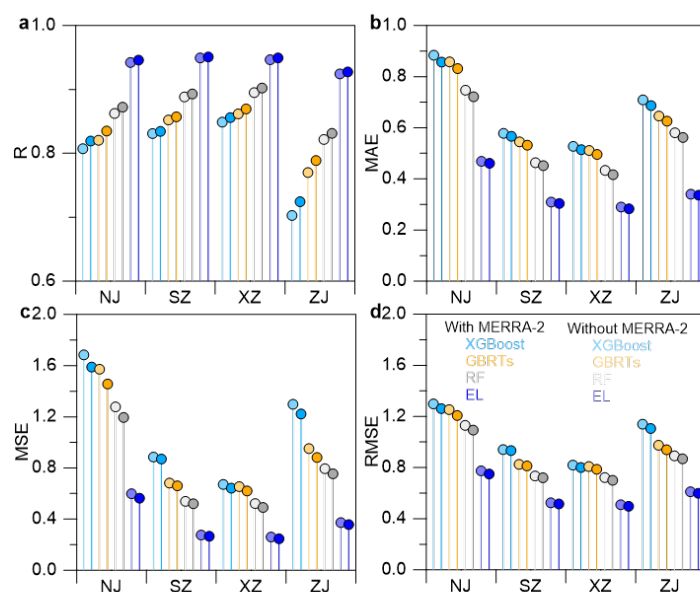 a
1.0
0.8
0.6
R
NJ SZ XZ ZJ
b
1.0
0.8
0.6
0.4
0.2
0.0
MAE
NJ SZ XZ ZJ
c
2.0
1.6
1.2
0.8
0.4
0.0
MSE
NJ SZ XZ ZJ
d
2.0
1.6
1.2
0.8
0.4
0.0
RMSE
With MERRA-2 Without MERRA-2
XGBoost XGBoost
GBRTs GBRTs
RF RF
EL EL
NJ SZ XZ ZJ